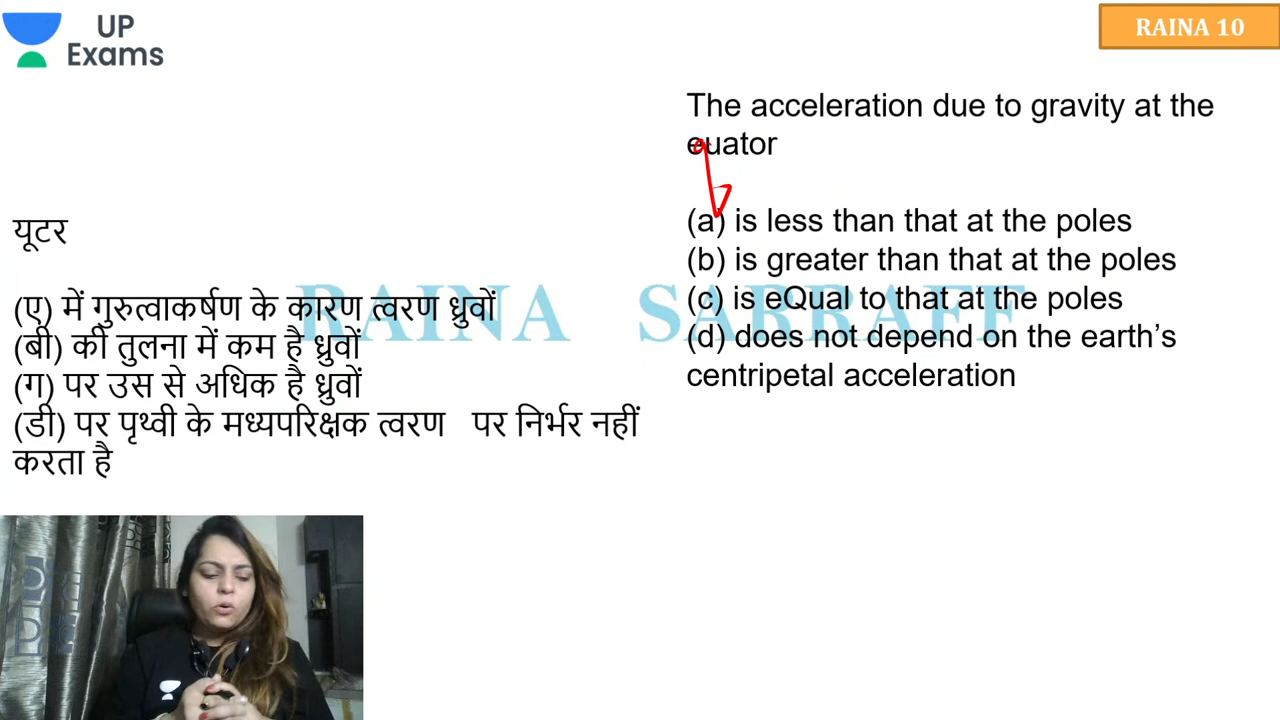 UP
Exams
RAINA 10
The acceleration due to gravity at the
euator
(a) is less than that at the poles
(b) is greater than that at the poles
(c) is eQual to that at the poles
(d) does not depend on the earth’s
centripetal acceleration
यूटर
(ए) में गुरुत्वाकर्षण के कारण त्वरण ध्रुवों
(बी) की तुलना में कम है ध्रुवों
(ग) पर उस से अधिक है ध्रुवों
(डी) पर पृथ्वी के मध्यपरिक्षक त्वरण पर निर्भर नहीं
करता है
RAINA SARRAFF